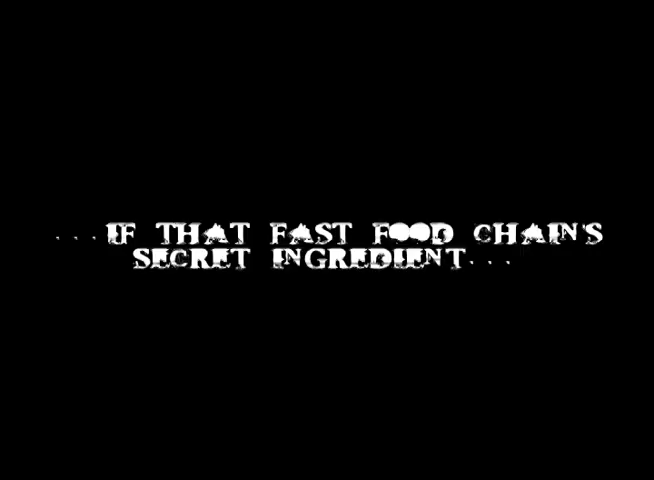 ...IF THAT FAST FOOD CHAIN'S
SECRET INGREDIENT...